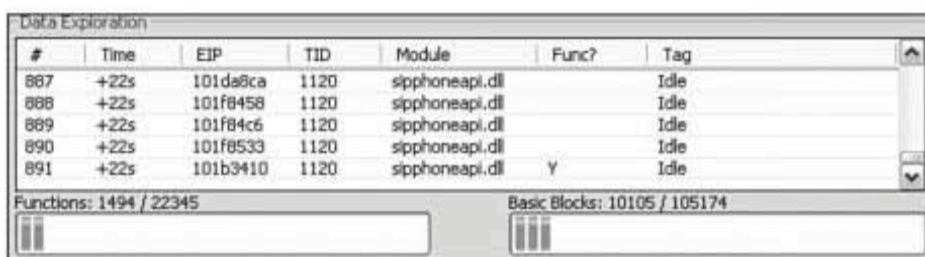 Data Exploration
# Time EIP TID Module Func? Tag
887 +22s 101da8ca 1120 sipphoneapi.dll Idle
888 +22s 101f8458 1120 sipphoneapi.dll Idle
889 +22s 101f84c6 1120 sipphoneapi.dll Idle
890 +22s 101f8533 1120 sipphoneapi.dll Idle
891 +22s 101b3410 1120 sipphoneapi.dll Y Idle
Functions: 1494 / 22345 Basic Blocks: 10105 / 105174